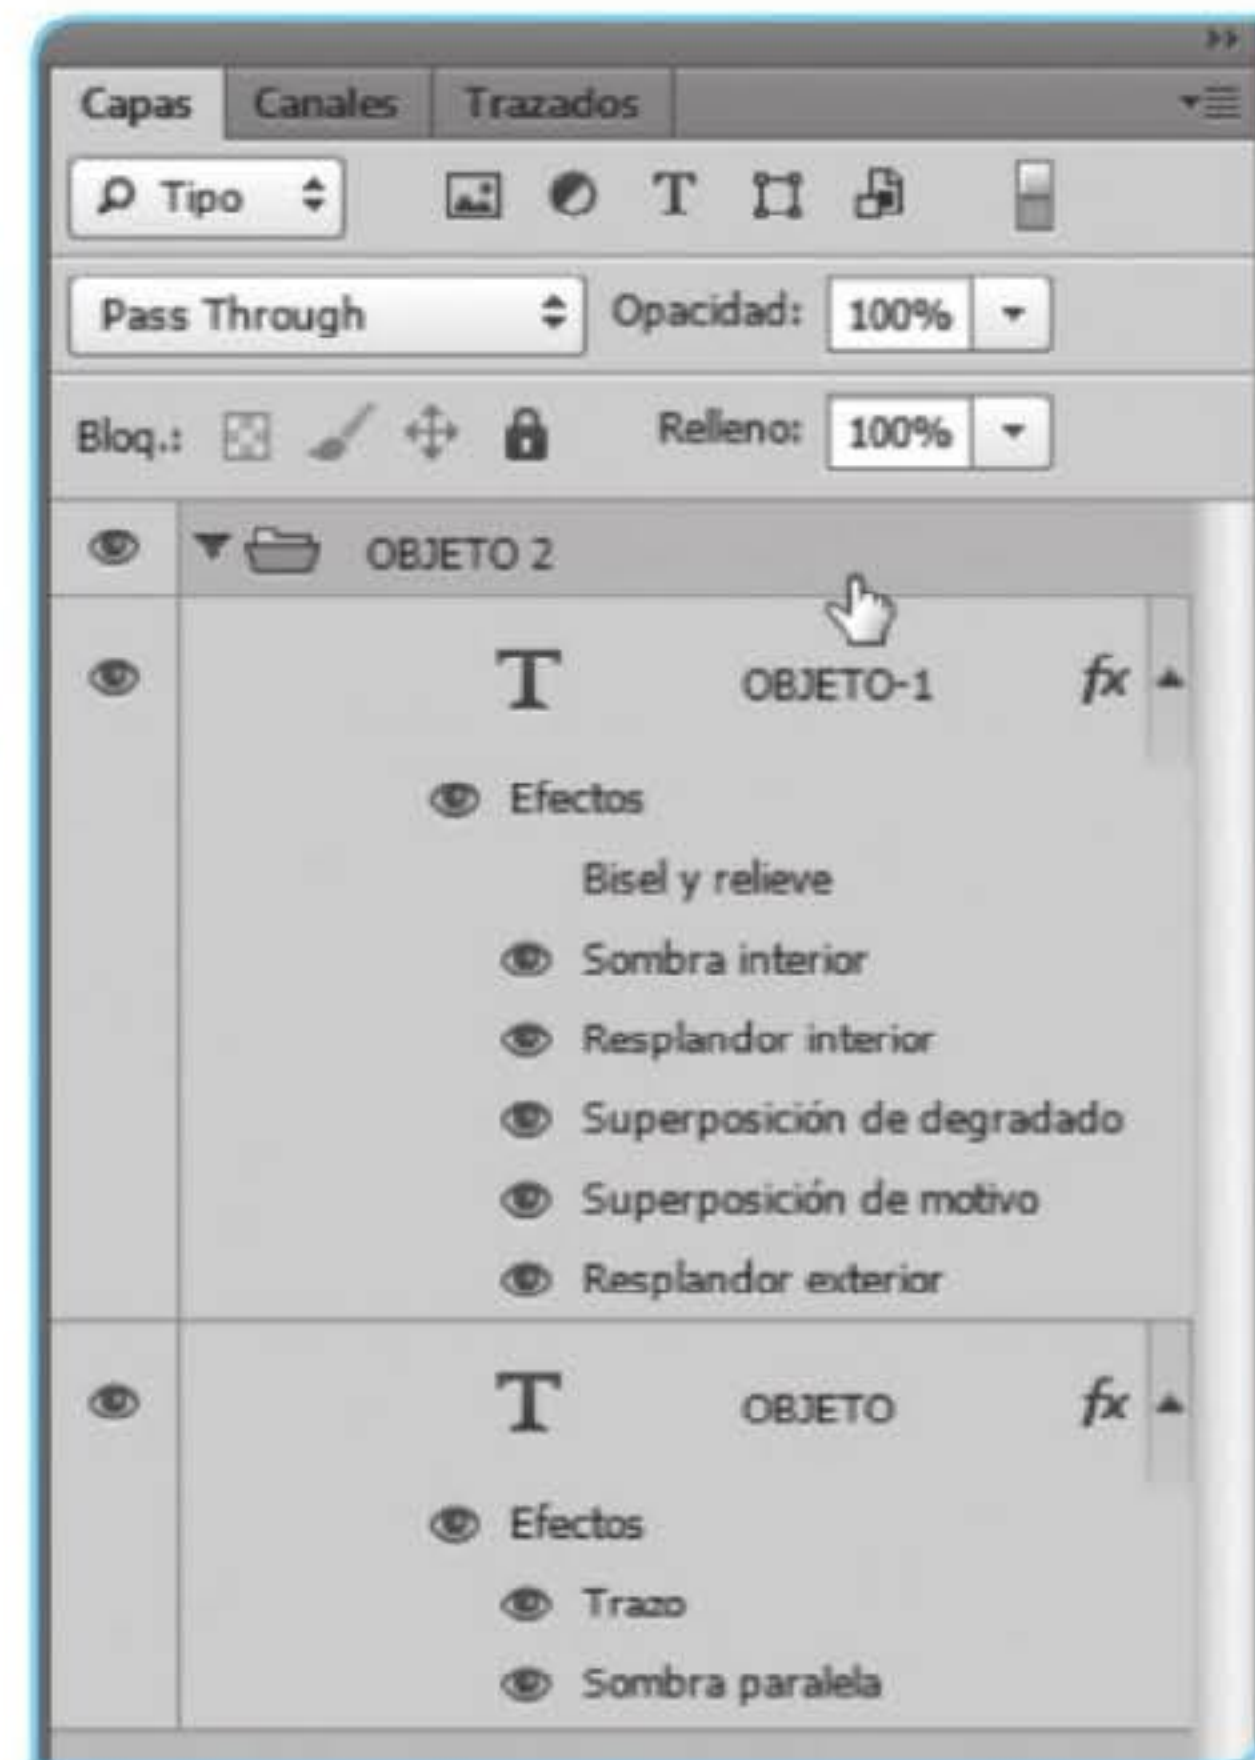 Capas Canales Trazados
Tipo T
Pass Through Opacidad: 100%
Bloq.: Relleno: 100%
OBJETO 2
T OBJETO-1 fx
Efectos
Bisel y relieve
Sombra interior
Resplandor interior
Superposición de degradado
Superposición de motivo
Resplandor exterior
T OBJETO fx
Efectos
Trazo
Sombra paralela